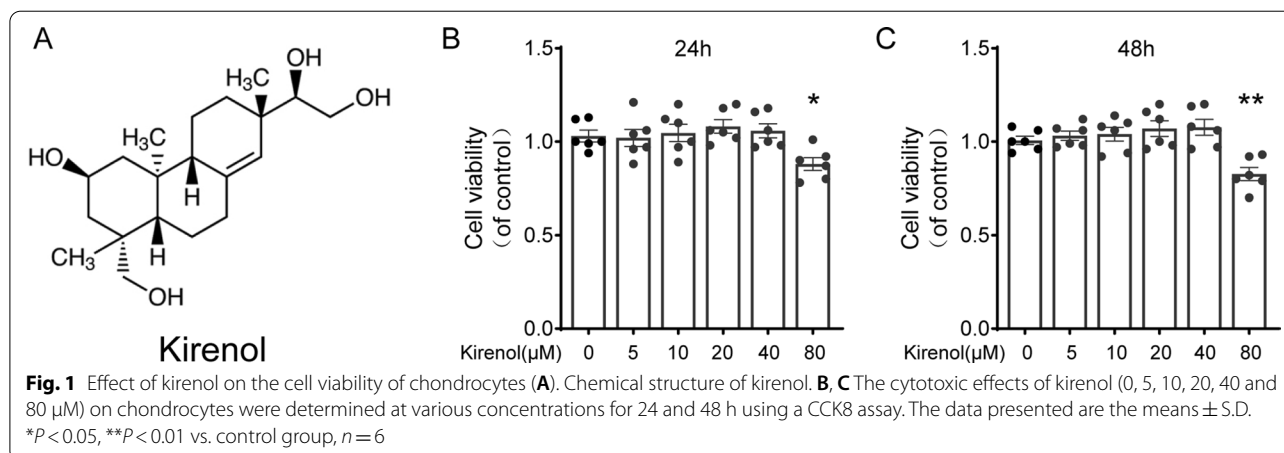 A
OH
H₃C
OH
H₃C
HO
H
H
CH₃
OH
Kirenol
B
24h
Cell viability
（of control)
1.5
1.0
0.5
0.0
Kirenol(μM) 0 5 10 20 40 80
*
C
48h
Cell viability
（of control)
1.5
1.0
0.5
0.0
Kirenol(μM) 0 5 10 20 40 80
**
Fig. 1 Effect of kirenol on the cell viability of chondrocytes (A). Chemical structure of kirenol. B, C The cytotoxic effects of kirenol (0, 5, 10, 20, 40 and
80 μM) on chondrocytes were determined at various concentrations for 24 and 48 h using a CCK8 assay. The data presented are the means ± S.D.
*P < 0.05, **P < 0.01 vs. control group, n = 6